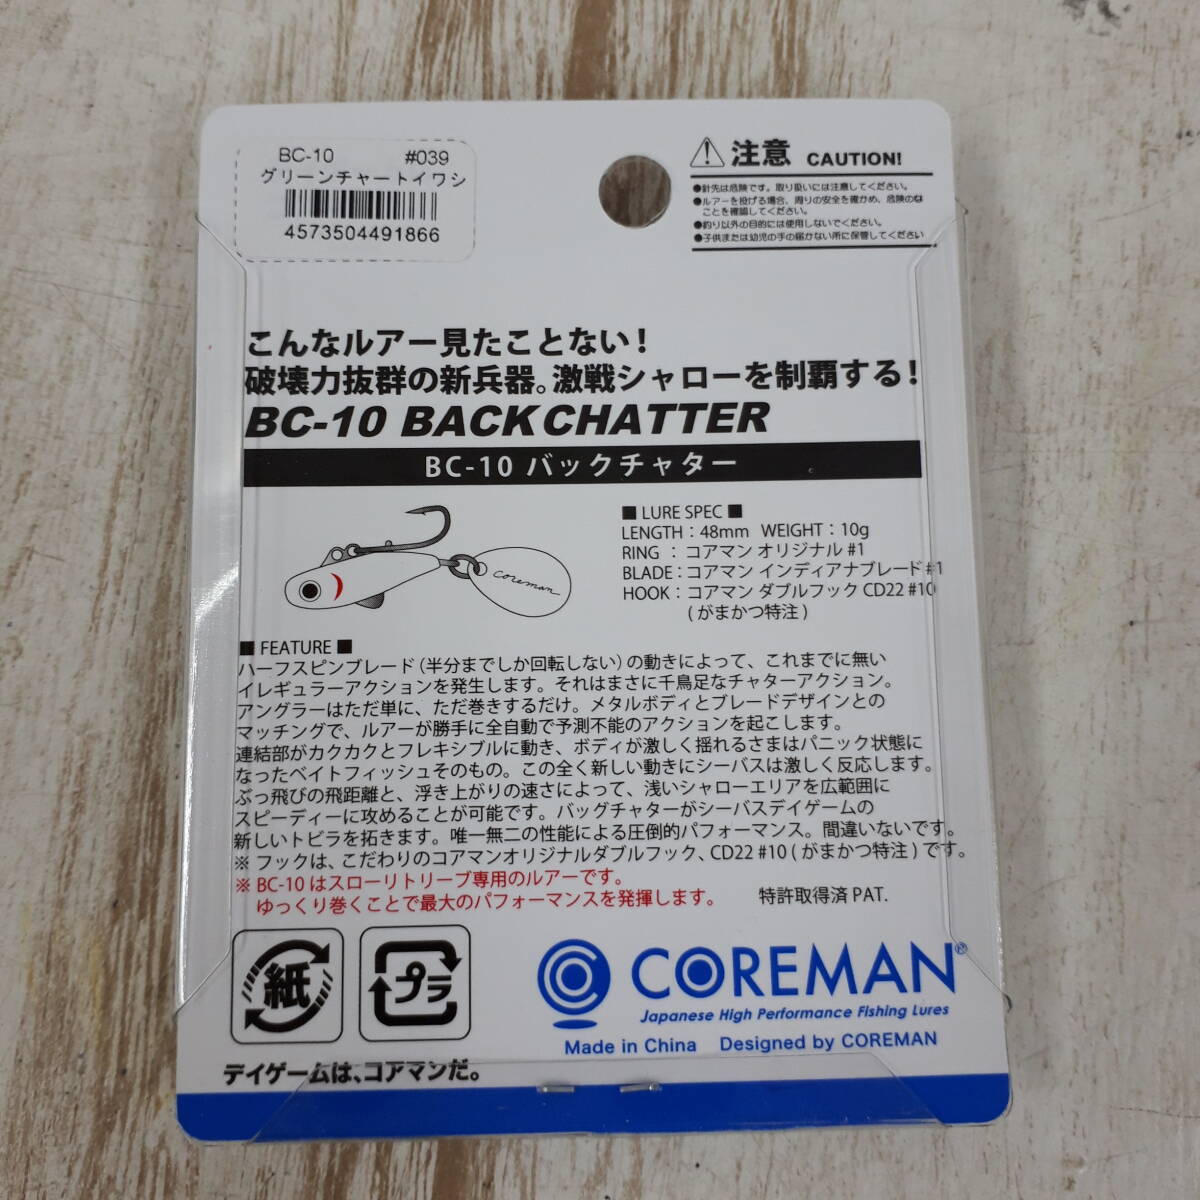 BC-10 #039
グリーンチャートイワシ
4573504491866
注意 CAUTION!
●針先は危険です。取り扱いには注意してください。
●ルアーを投げる場合、周りの安全を確かめ、危険のな
ことを確認してください。
●釣り以外の目的には使用しないでください。
●子供または幼児の手の届かない所に保管してください
こんなルアー見たことない!
破壊力抜群の新兵器。激戦シャローを制覇する!
BC-10 BACK CHATTER
BC-10 バックチャター
■ LURE SPEC ■
LENGTH : 48mm WEIGHT : 10g
RING : コアマン オリジナル #1
BLADE : コアマン インディアナブレード #1
HOOK : コアマン ダブルフック CD22 #10
( がまかつ特注 )
coreman
■ FEATURE ■
ハーフスピンブレード (半分までしか回転しない) の動きによって、これまでに無い
イレギュラーアクションを発生します。それはまさに千鳥足なチャターアクション。
アングラーはただ単に、ただ巻きするだけ。メタルボディとブレードデザインとの
マッチングで、ルアーが勝手に全自動で予測不能のアクションを起こします。
連結部がカクカクとフレキシブルに動き、ボディが激しく揺れるさまはパニック状態に
なったベイトフィッシュそのもの。この全く新しい動きにシーバスは激しく反応します。
ぶっ飛びの飛距離と、浮き上がりの速さによって、浅いシャローエリアを広範囲に
スピーディーに攻めることが可能です。バッグチャターがシーバスデイゲームの
新しいトビラを拓きます。唯一無二の性能による圧倒的パフォーマンス。間違いないです。
※ フックは、こだわりのコアマンオリジナルダブルフック、CD22 #10 ( がまかつ特注 ) です。
※ BC-10 はスローリトリーブ専用のルアーです。
ゆっくり巻くことで最大のパフォーマンスを発揮します。 特許取得済 PAT.
紙 プラ
COREMAN®
Japanese High Performance Fishing Lures
Made in China Designed by COREMAN
デイゲームは、コアマンだ。